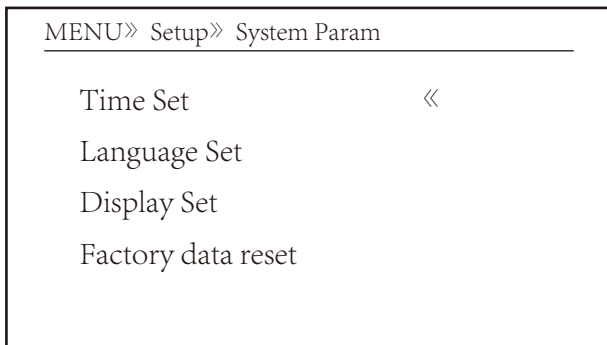 MENU》 Setup》 System Param
Time Set 《
Language Set
Display Set
Factory data reset